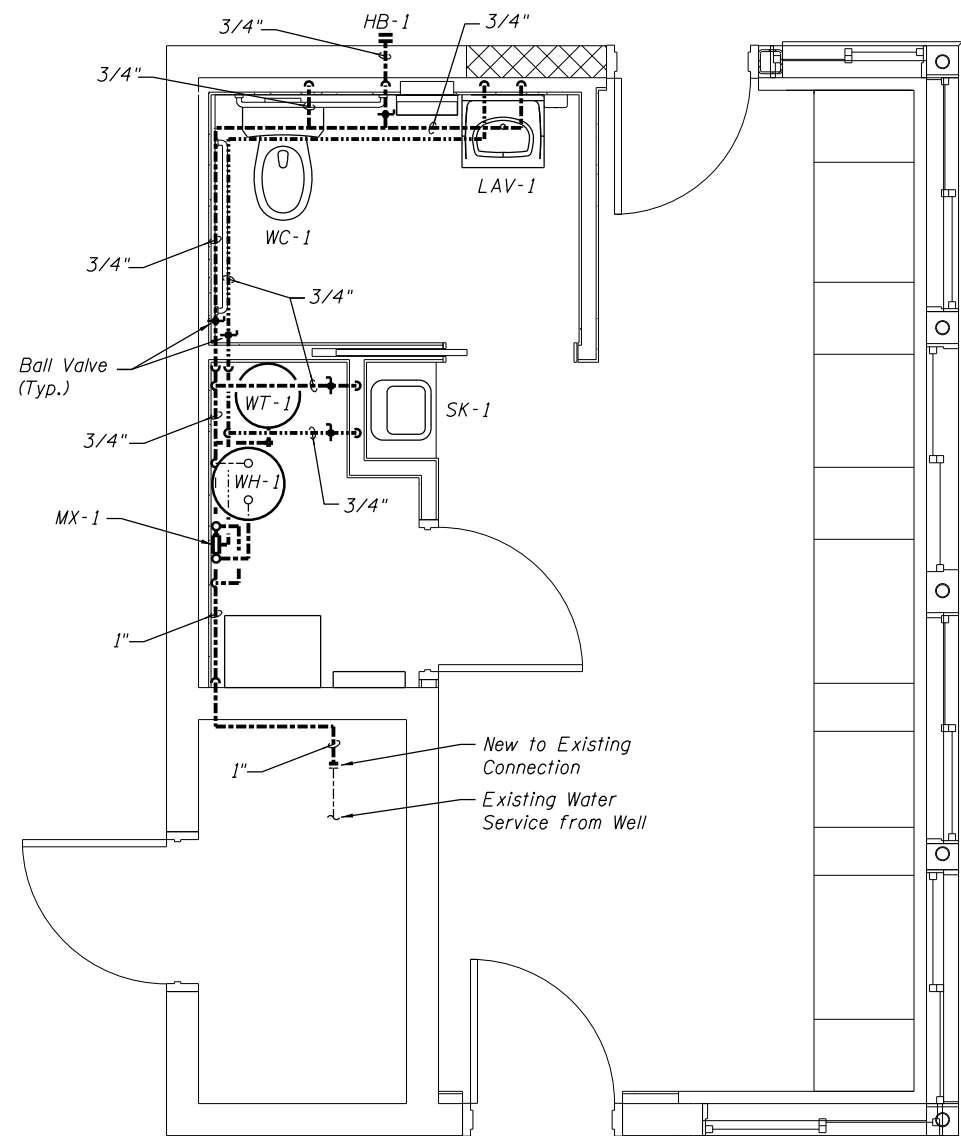 3/4"
HB-1
3/4"
3/4"
LAV-1
WC-1
3/4"
3/4"
Ball Valve
(Typ.)
WT-1
SK-1
3/4"
WH-1
3/4"
MX-1
1"
1"
New to Existing
Connection
Existing Water
Service from Well